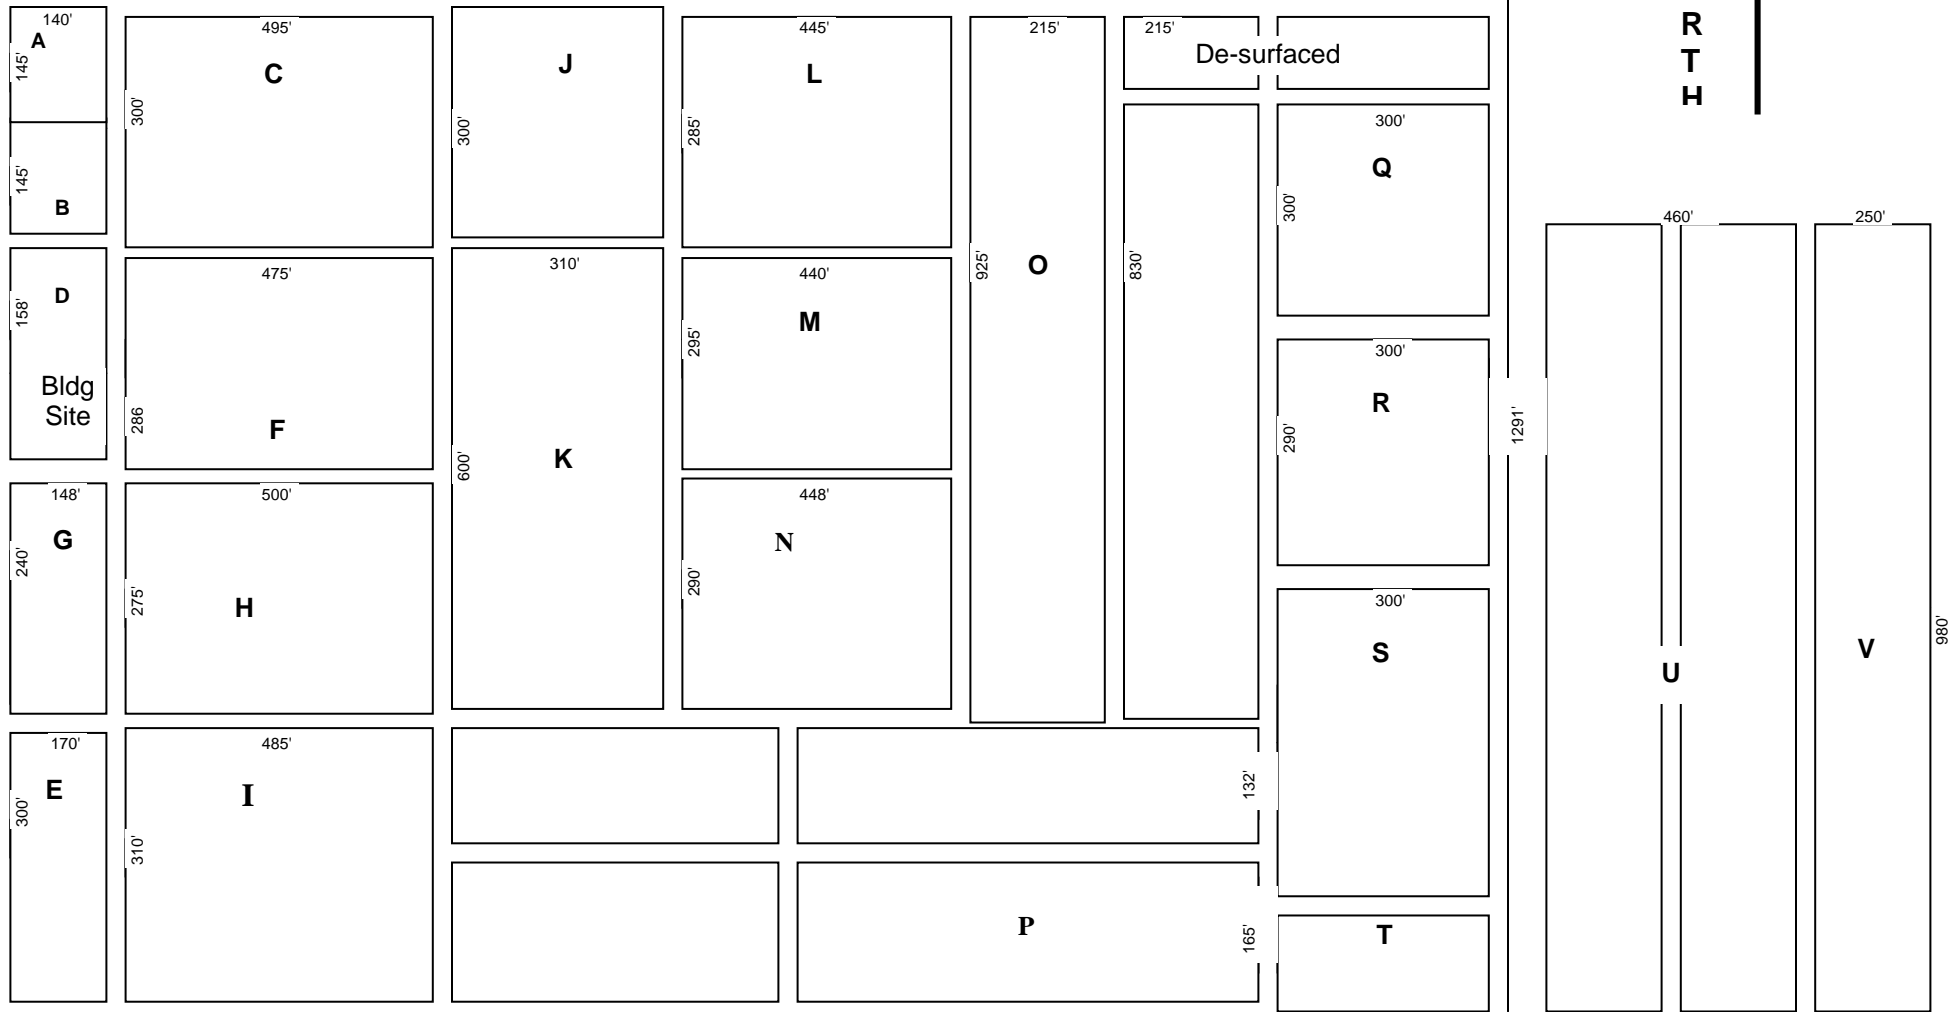 R
T
H
140'
A
145'
495'
C
300'
J
300'
445'
L
285'
215'
215'
De-surfaced
145'
B
300'
Q
300'
460'
250'
158'
D
Bldg
Site
475'
286
F
310'
K
600'
440'
M
295'
925'
O
830'
300'
R
290'
1291'
148'
G
240'
500'
H
275'
448'
N
290'
300'
S
U
V
980'
170'
E
300'
485'
I
310'
132'
P
165'
T